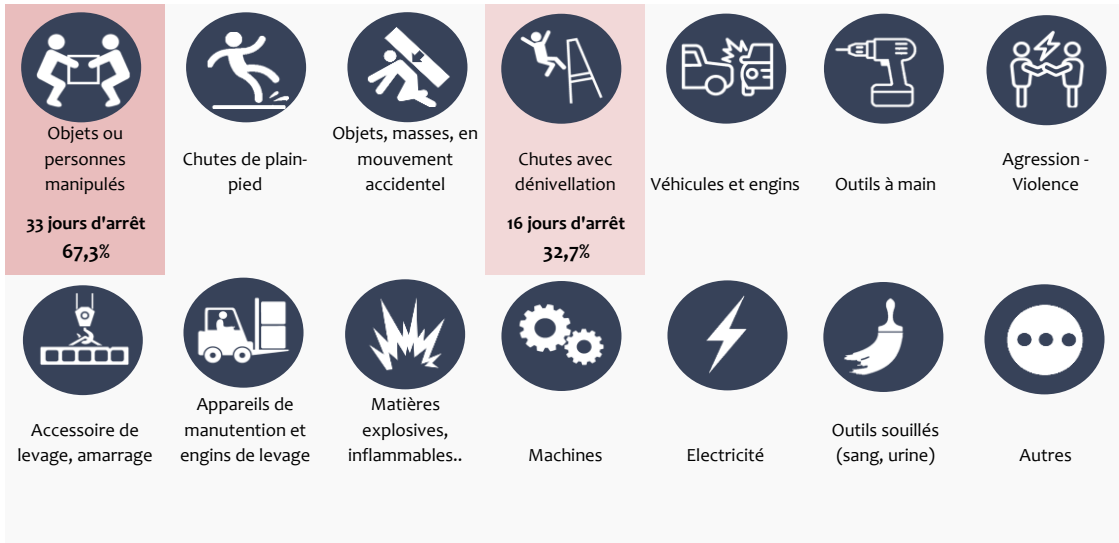 Objets ou
personnes
manipulés
33 jours d'arrêt
67,3%
Chutes de plain-
pied
Objets, masses, en
mouvement
accidentel
Chutes avec
dénivellation
16 jours d'arrêt
32,7%
Véhicules et engins
Outils à main
Agression -
Violence
Accessoire de
levage, amarrage
Appareils de
manutention et
engins de levage
Matières
explosives,
inflammables..
Machines
Electricité
Outils souillés
(sang, urine)
Autres